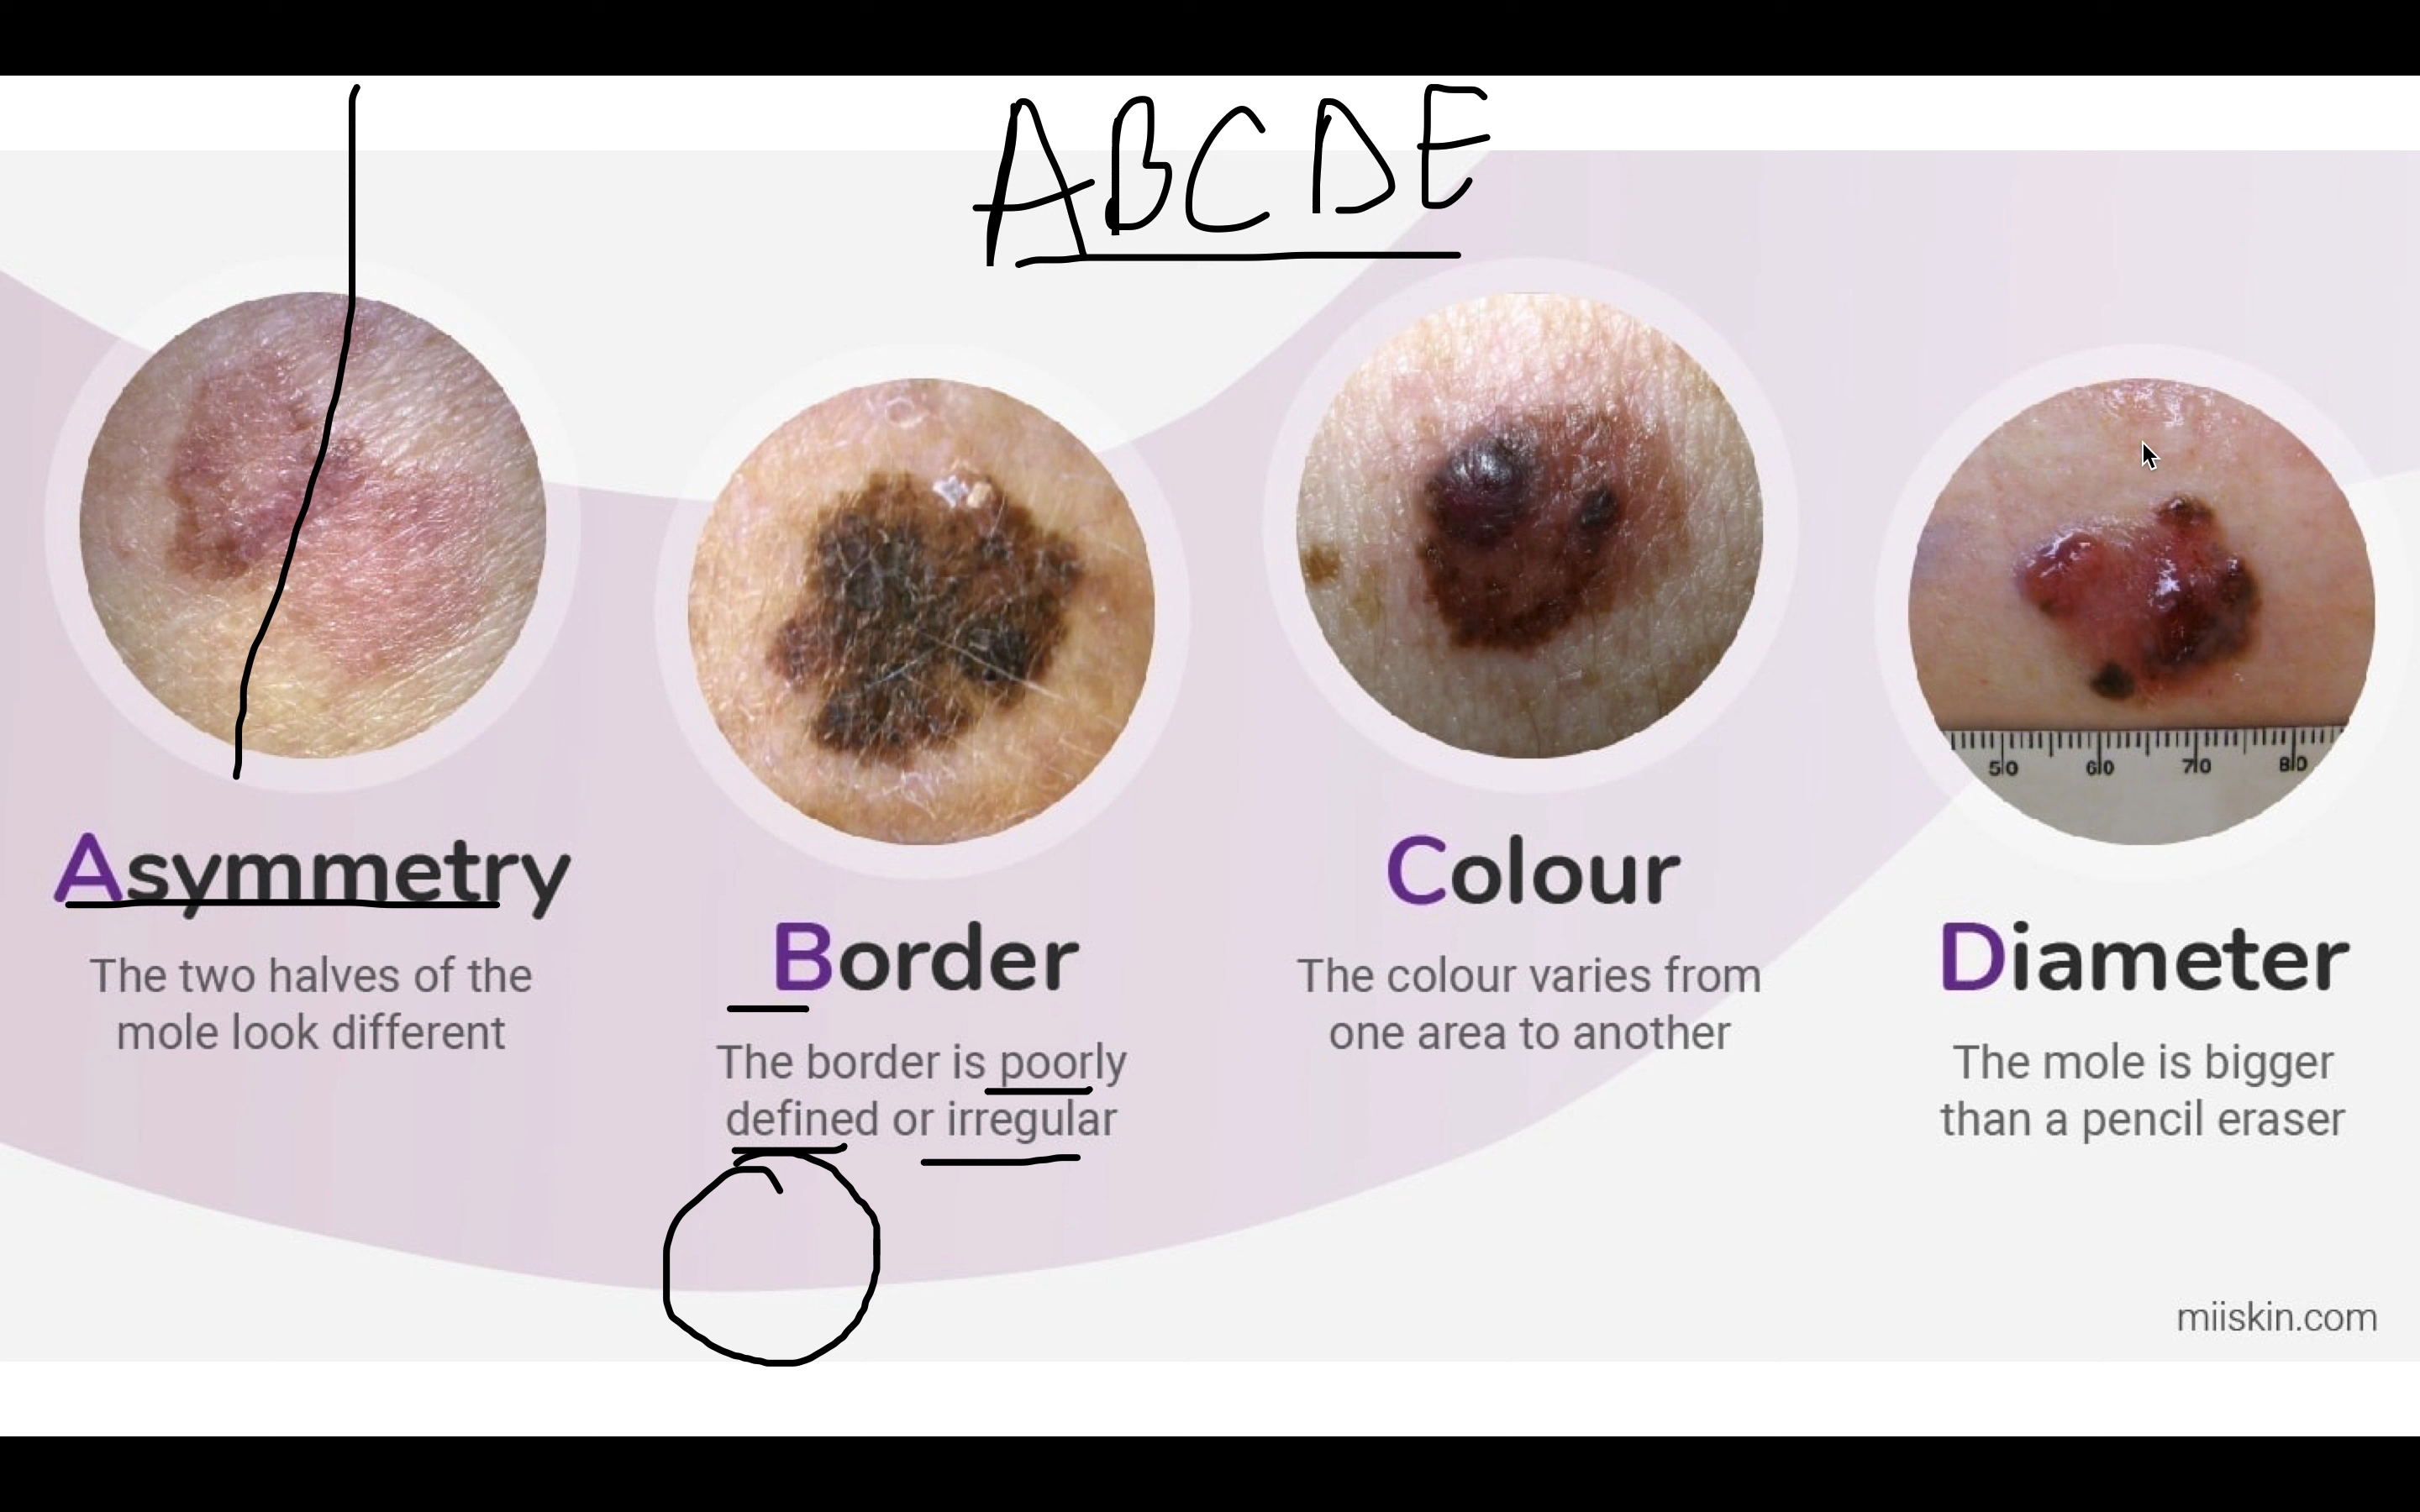 ABCDE
Asymmetry
The two halves of the
mole look different
Border
The border is poorly
defined or irregular
Colour
The colour varies from
one area to another
50 60 70 80
Diameter
The mole is bigger
than a pencil eraser
miiskin.com